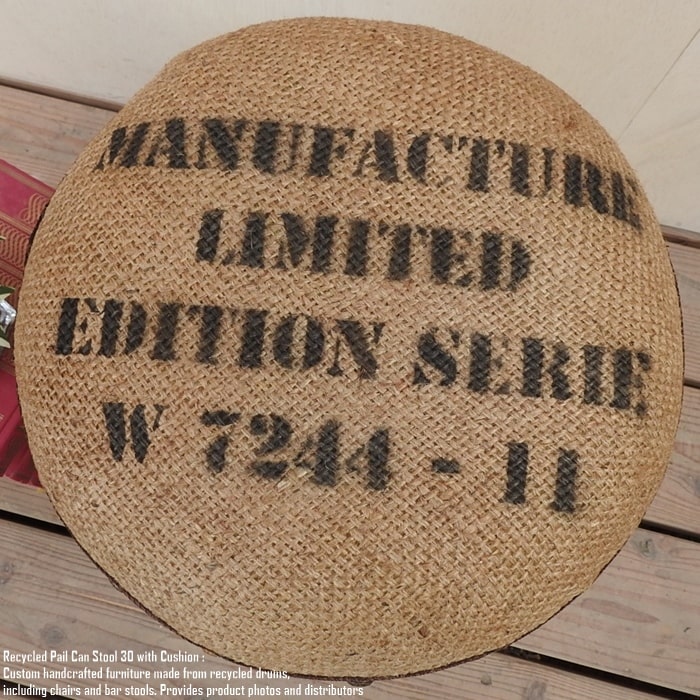 MANUFACTURE
LIMITED
EDITION SERIE
W 7244 - 11
Recycled Pail Can Stool 30 with Cushion :
Custom handcrafted furniture made from recycled drums,
including chairs and bar stools. Provides product photos and distributors